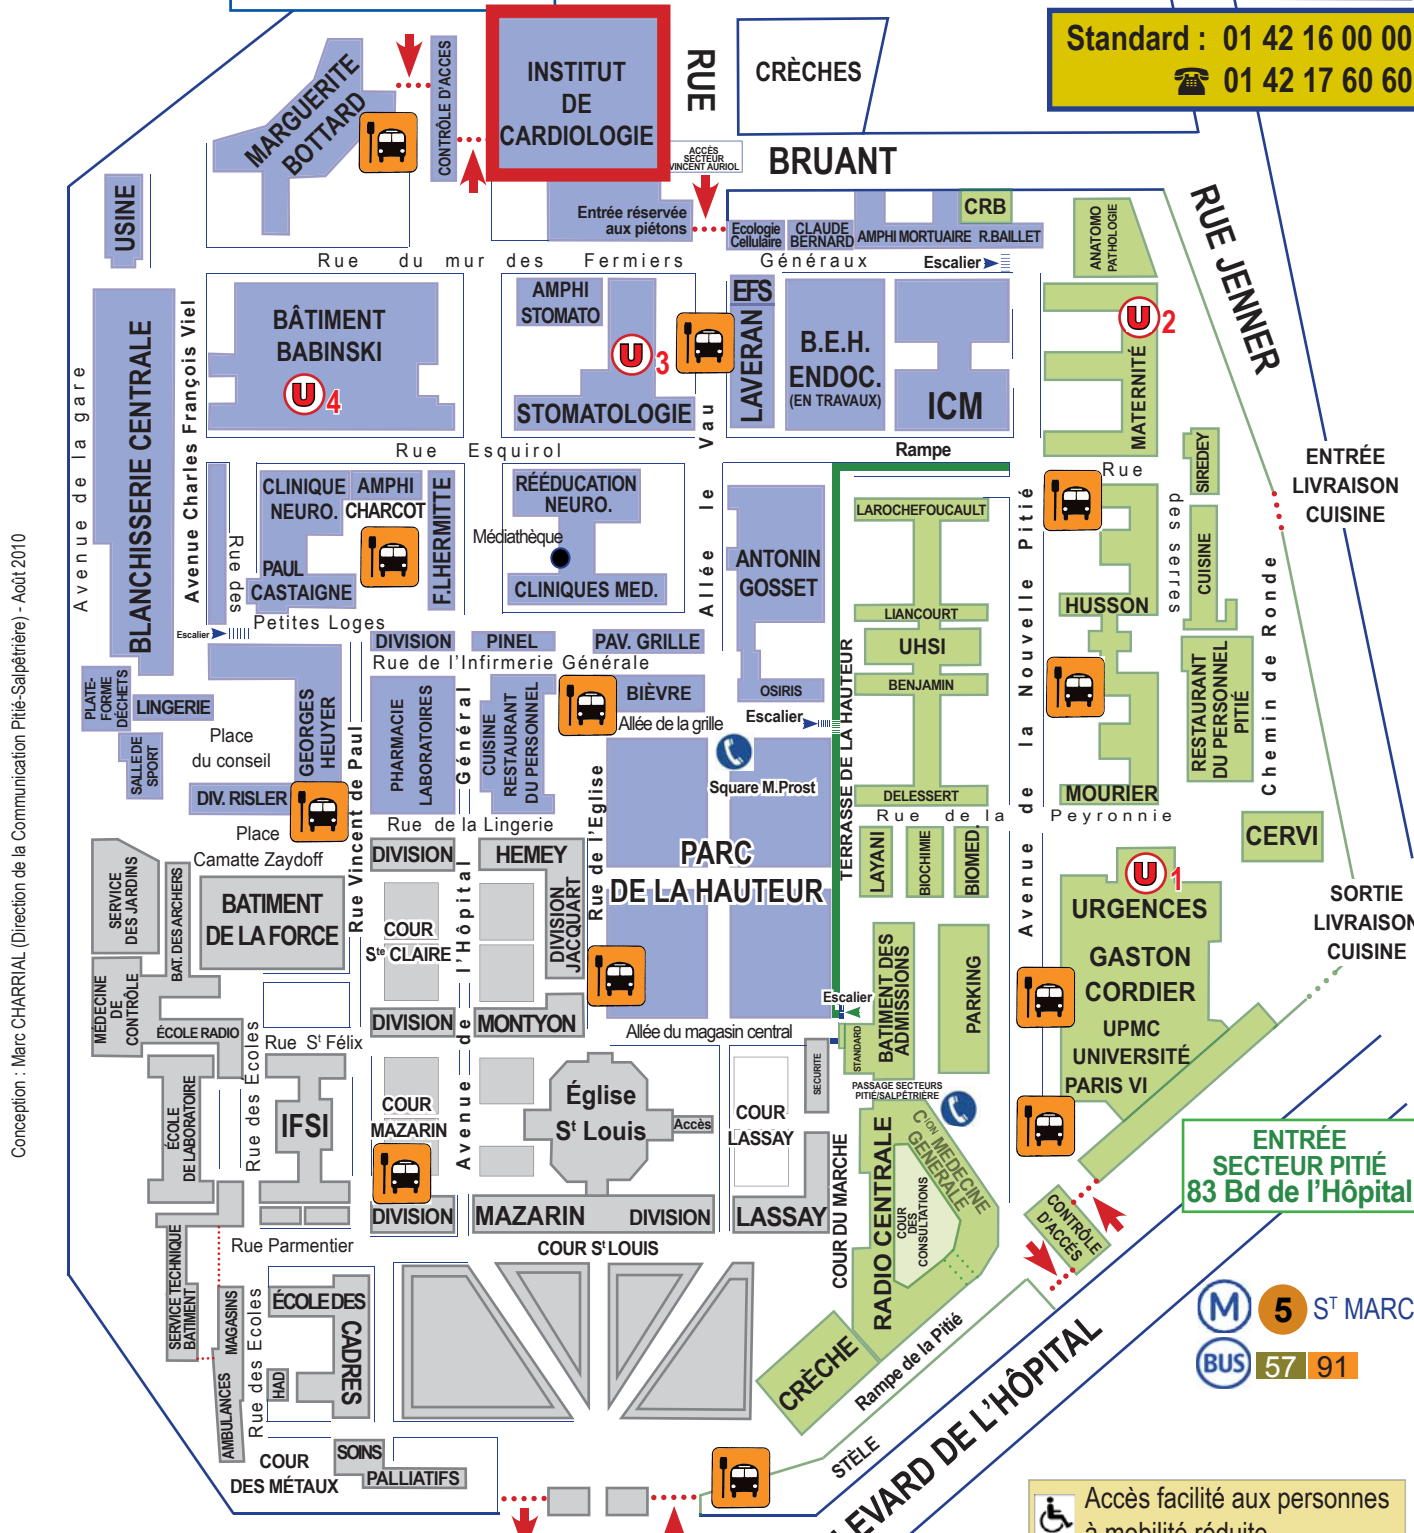 Standard : 01 42 16 00 00
☎ 01 42 17 60 60
INSTITUT
DE
CARDIOLOGIE
RUE
BRUANT
CRÈCHES
MARGUERITE
BOTTARD
CONTRÔLE D'ACCES
ACCÈS
SECTEUR
VINCENT AURIOL
Entrée réservée
aux piétons
USINE
Ecologie
Cellulaire
CLAUDE
BERNARD
AMPHI MORTUAIRE
R.BAILLET
CRB
ANATOMO
PATHOLOGIE
RUE JENNER
Rue du mur des Fermiers Généraux
Escalier
BÂTIMENT
BABINSKI
U 4
AMPHI
STOMATO
U 3
STOMATOLOGIE
EFS
LAVERAN
B.E.H.
ENDOC.
(EN TRAVAUX)
ICM
U 2
MATERNITÉ
Avenue de la gare
BLANCHISSERIE CENTRALE
Avenue Charles François Viel
Rue Esquirol
Rampe
Rue des serres
SIREDEY
ENTRÉE
LIVRAISON
CUISINE
CLINIQUE
NEURO.
AMPHI
CHARCOT
PAUL
CASTAIGNE
F.LHERMITTE
RÉÉDUCATION
NEURO.
Médiathèque
CLINIQUES MED.
Allée le Vau
ANTONIN
GOSSET
OSIRIS
LAROCHEFOUCAULT
LIANCOURT
UHSI
BENJAMIN
DELESSERT
Avenue de la Nouvelle Pitié
HUSSON
MOURIER
CUISINE
RESTAURANT
DU PERSONNEL
PITIÉ
Chemin de Ronde
Rue des
Petites Loges
Escalier
DIVISION
PINEL
PAV. GRILLE
Rue de l'Infirmerie Générale
PLATE-
FORME
DÉCHETS
LINGERIE
SALLE DE
SPORT
Place
du conseil
GEORGES
HEUYER
DIV. RISLER
Place
Camatte Zaydoff
Rue Vincent de Paul
PHARMACIE
LABORATOIRES
Avenue de l'Hôpital Général
CUISINE
RESTAUYANT
DU PERSONNEL
BIÈVRE
Allée de la grille
Escalier
Square M.Prost
PARC
DE LA HAUTEUR
TERRASSE DE LA HAUTEUR
Rue de l'Eglise
Rue de la Lingerie
Rue de la Peyronnie
LAYANI
BIOCHIMIE
BIOMED.
CERVI
U 1
URGENCES
GASTON
CORDIER
UPMC
UNIVERSITÉ
PARIS VI
SORTIE
LIVRAISON
CUISINE
SERVICE
DES JARDINS
BAT. DES ARCHERS
BATIMENT
DE LA FORCE
MÉDECINE
DE
CONTRÔLE
ÉCOLE RADIO
DIVISION
HEMEY
COUR
Ste CLAIRE
DIVISION
JACQUART
DIVISION
MONTYON
Allée du magasin central
Escalier
STANDARD
BATIMENT DES
ADMISSIONS
PARKING
PASSAGE SECTEURS
PITIÉ/SALPÉTRIÈRE
Rue St Félix
Rue des Ecoles
ÉCOLE
DE LABORATOIRE
IFSI
COUR
MAZARIN
Église
St Louis
Accès
COUR
LASSAY
SECURITE
COUR DU MARCHE
RADIO CENTRALE
Cion MEDECINE
GENERALE
COUR
DES
CONSULTATIONS
DIVISION
MAZARIN DIVISION
LASSAY
COUR St LOUIS
ENTRÉE
SECTEUR PITIÉ
83 Bd de l'Hôpital
CONTRÔLE
D'ACCÉS
Rue Parmentier
SERVICE TECHNIQUE
BATIMENT
MAGASINS
AMBULANCES
Rue des Ecoles
ÉCOLE DES
CADRES
HAD
CRÈCHE
Rampe de la Pitié
STÈLE
LEVARD DE L'HÔPITAL
M 5 ST MARC
BUS 57 91
COUR
DES MÉTAUX
SOINS
PALLIATIFS
Accès facilité aux personnes
à mobilité réduite
Conception : Marc CHARRIAL (Direction de la Communication Pitié-Salpêtrière) - Août 2010